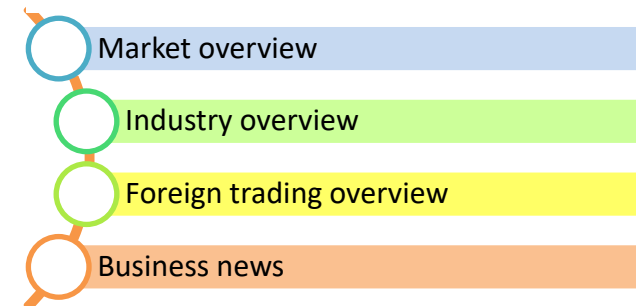 Market overview
Industry overview
Foreign trading overview
Business news